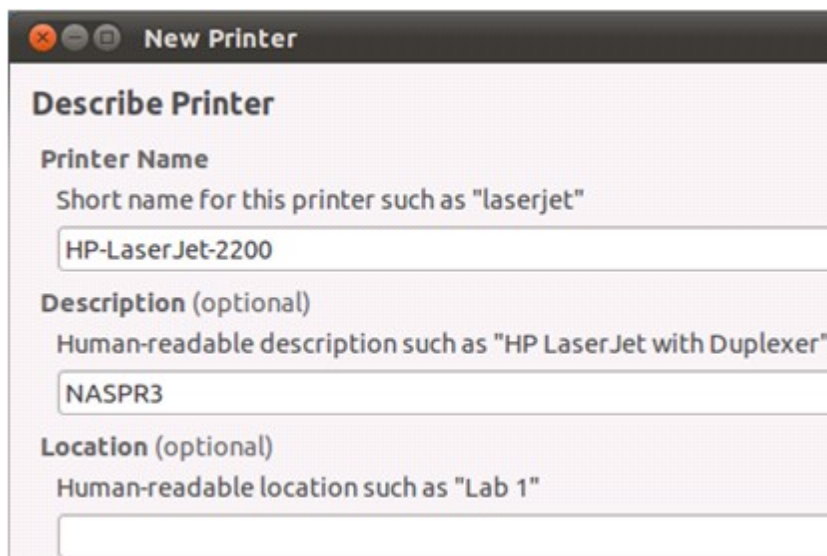 New Printer
Describe Printer
Printer Name
Short name for this printer such as "laserjet"
HP-LaserJet-2200
Description (optional)
Human-readable description such as "HP LaserJet with Duplexer"
NASPR3
Location (optional)
Human-readable location such as "Lab 1"